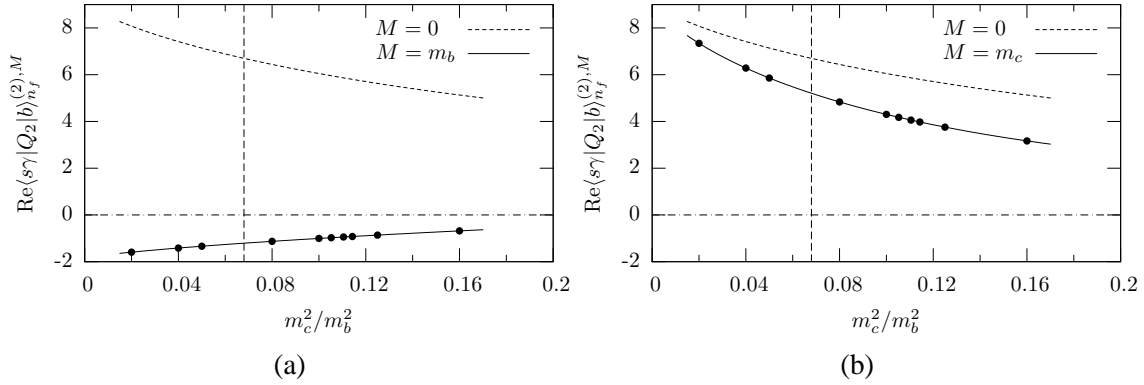 8
6
4
2
0
-2
0
0.04
0.08
0.12
0.16
0.2
Re⟨sγ|Q₂|b⟩_{n_f}^{(2),M}
m_c^2/m_b^2
M = 0
M = m_b
(a)
8
6
4
2
0
-2
0
0.04
0.08
0.12
0.16
0.2
Re⟨sγ|Q₂|b⟩_{n_f}^{(2),M}
m_c^2/m_b^2
M = 0
M = m_c
(b)